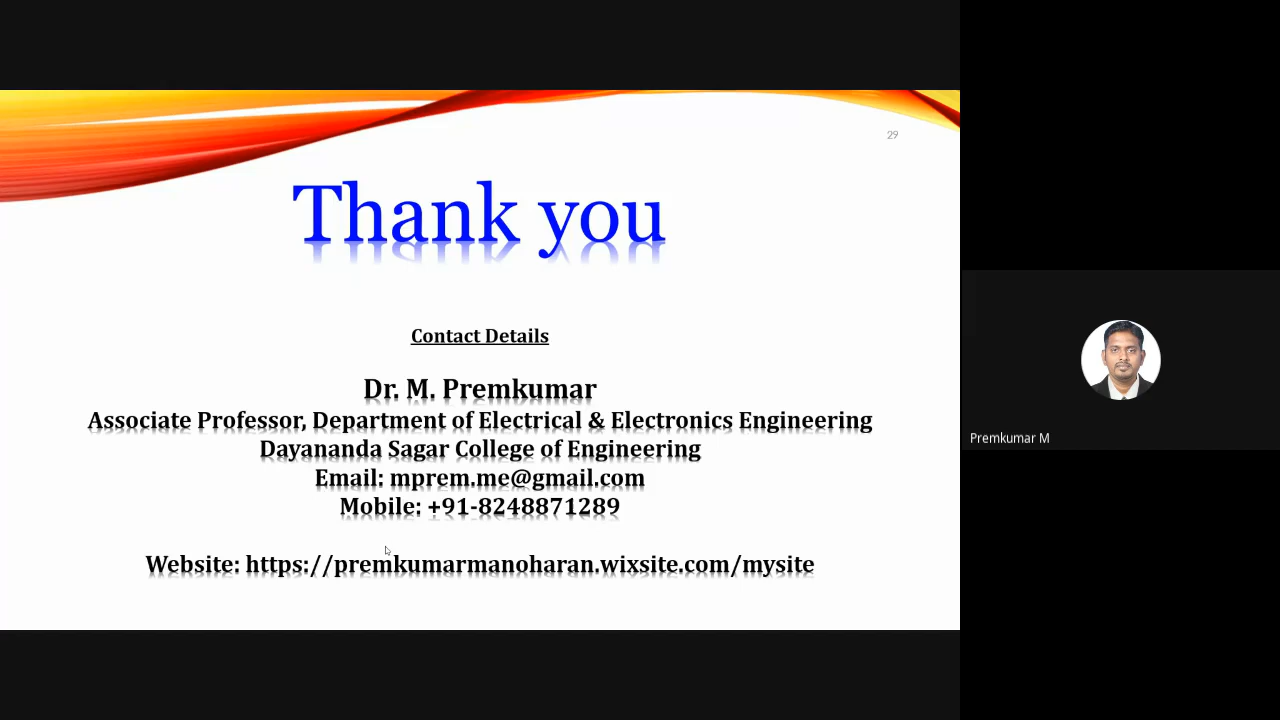 29
Thank you
Contact Details
Dr. M. Premkumar
Associate Professor, Department of Electrical & Electronics Engineering
Dayananda Sagar College of Engineering
Email: mprem.me@gmail.com
Mobile: +91-8248871289
Website: https://premkumarmanoharan.wixsite.com/mysite
Premkumar M